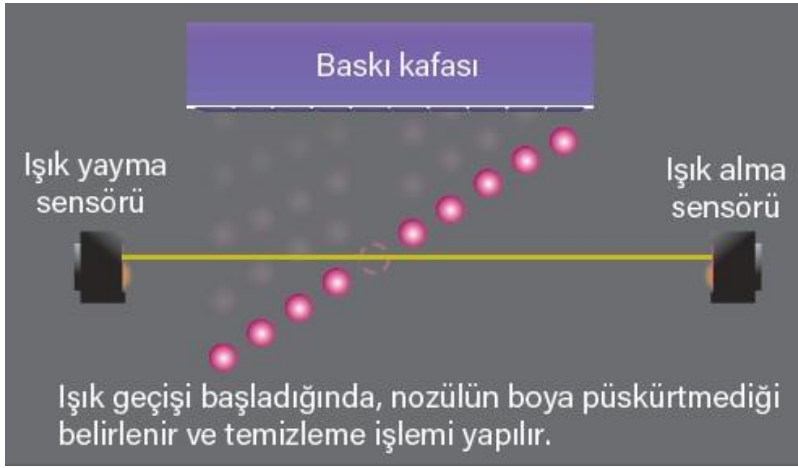 Baskı kafası
Işık yayma
sensörü
Işık alma
sensörü
Işık geçişi başladığında, nozülün boya püskürtmediği
belirlenir ve temizleme işlemi yapılır.